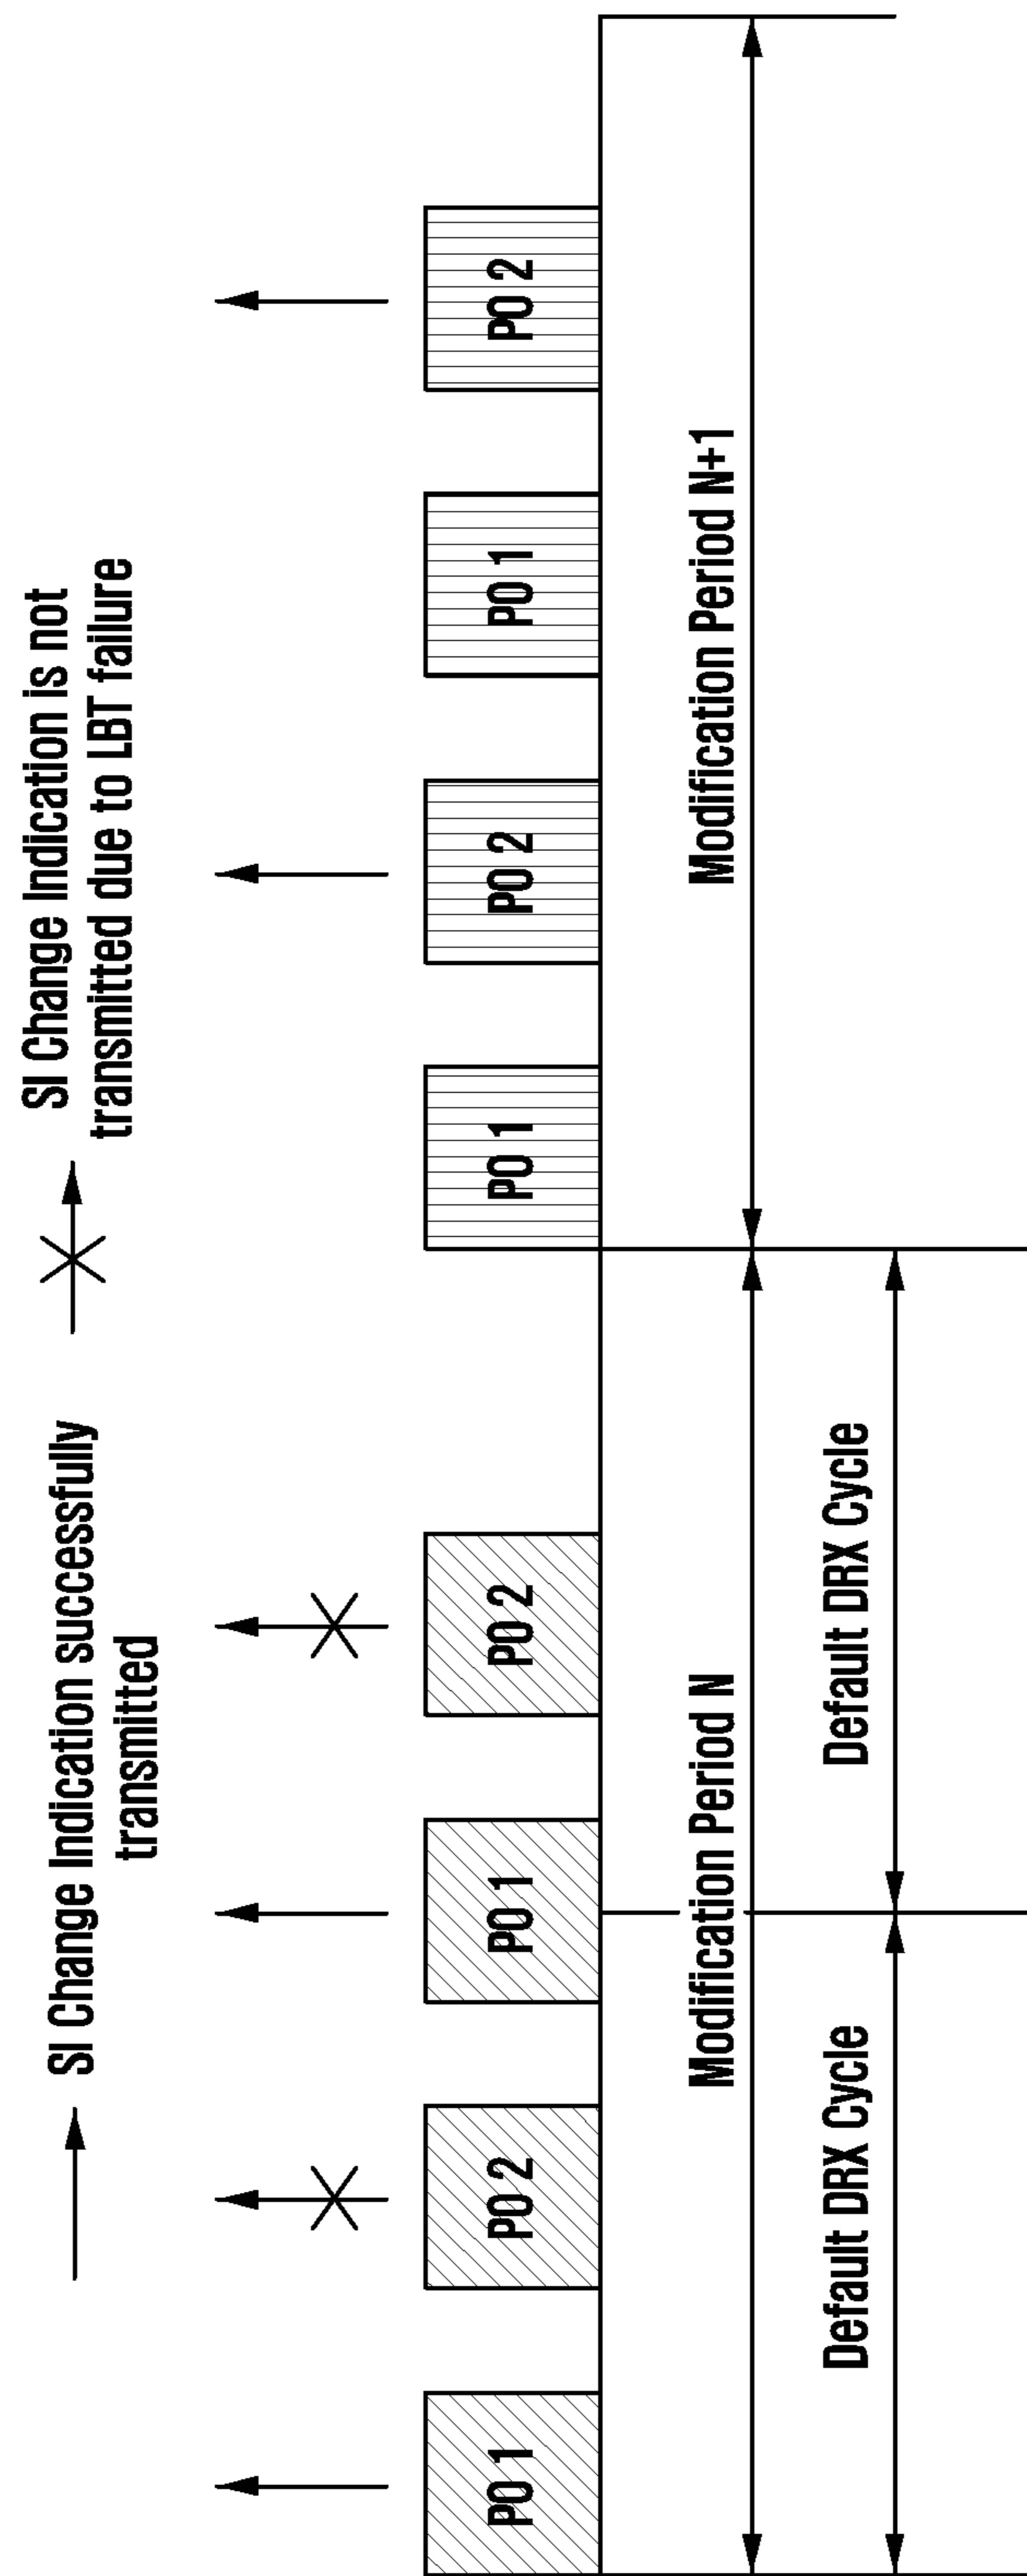 SI Change Indication successfully
transmitted
SI Change Indication is not
transmitted due to LBT failure
PO 1
PO 2
PO 1
PO 2
PO 1
PO 2
PO 1
PO 2
Modification Period N
Modification Period N+1
Default DRX Cycle
Default DRX Cycle